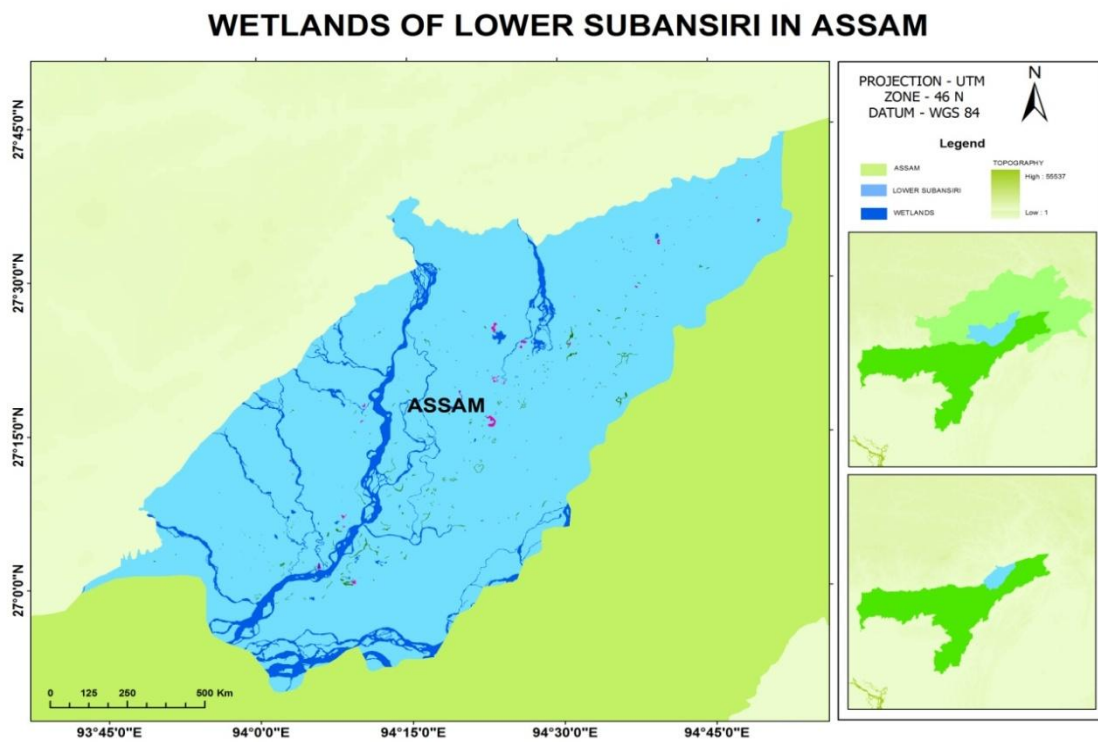 WETLANDS OF LOWER SUBANSIRI IN ASSAM
27°45'0"N
27°30'0"N
27°15'0"N
27°0'0"N
ASSAM
0 125 250 500 Km
93°45'0"E 94°0'0"E 94°15'0"E 94°30'0"E 94°45'0"E
PROJECTION - UTM
ZONE - 46 N
DATUM - WGS 84
N
Legend
ASSAM
LOWER SUBANSIRI
WETLANDS
TOPOGRAPHY
High : 55537
Low : 1